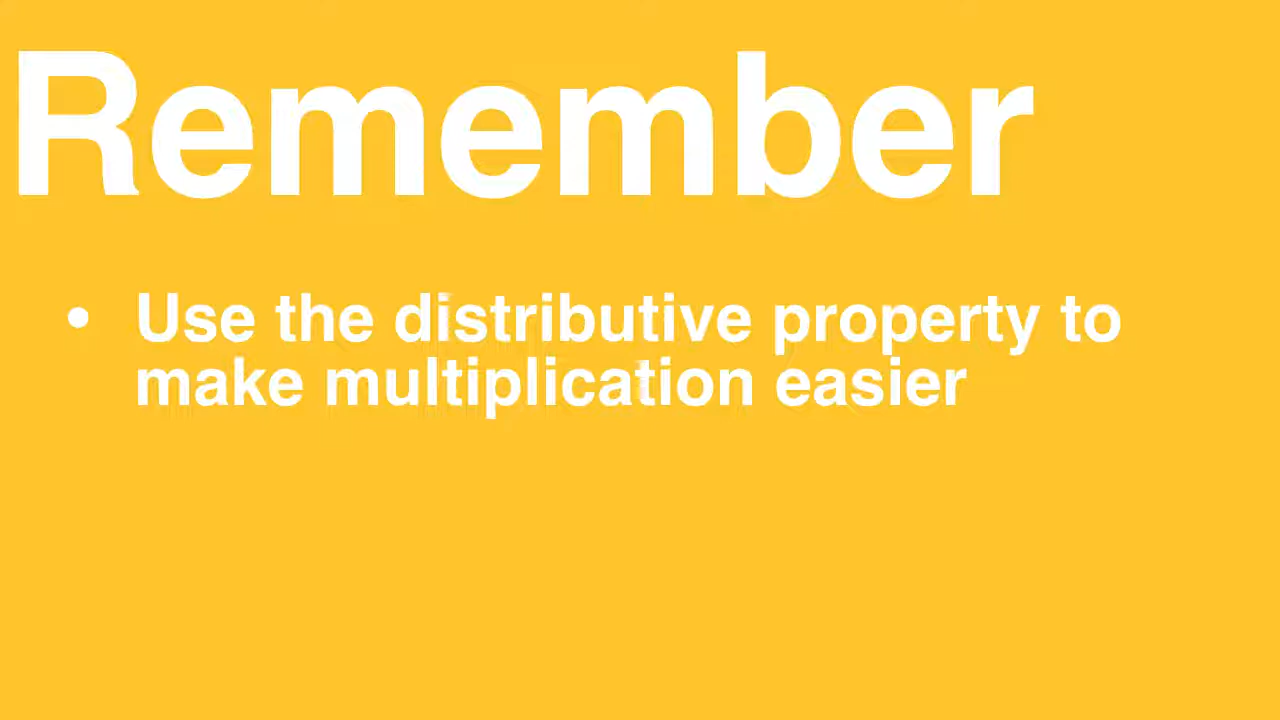 Remember
• Use the distributive property to
make multiplication easier